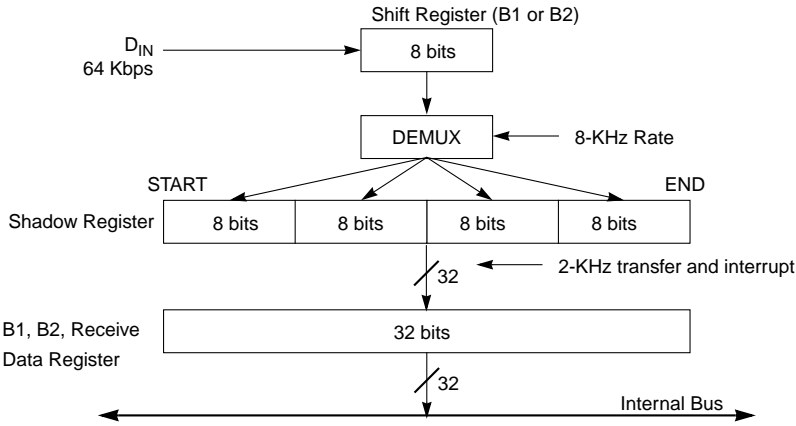 Shift Register (B1 or B2)
D_IN
64 Kbps
8 bits
DEMUX
8-KHz Rate
START
END
Shadow Register
8 bits
8 bits
8 bits
8 bits
32
2-KHz transfer and interrupt
B1, B2, Receive
Data Register
32 bits
32
Internal Bus